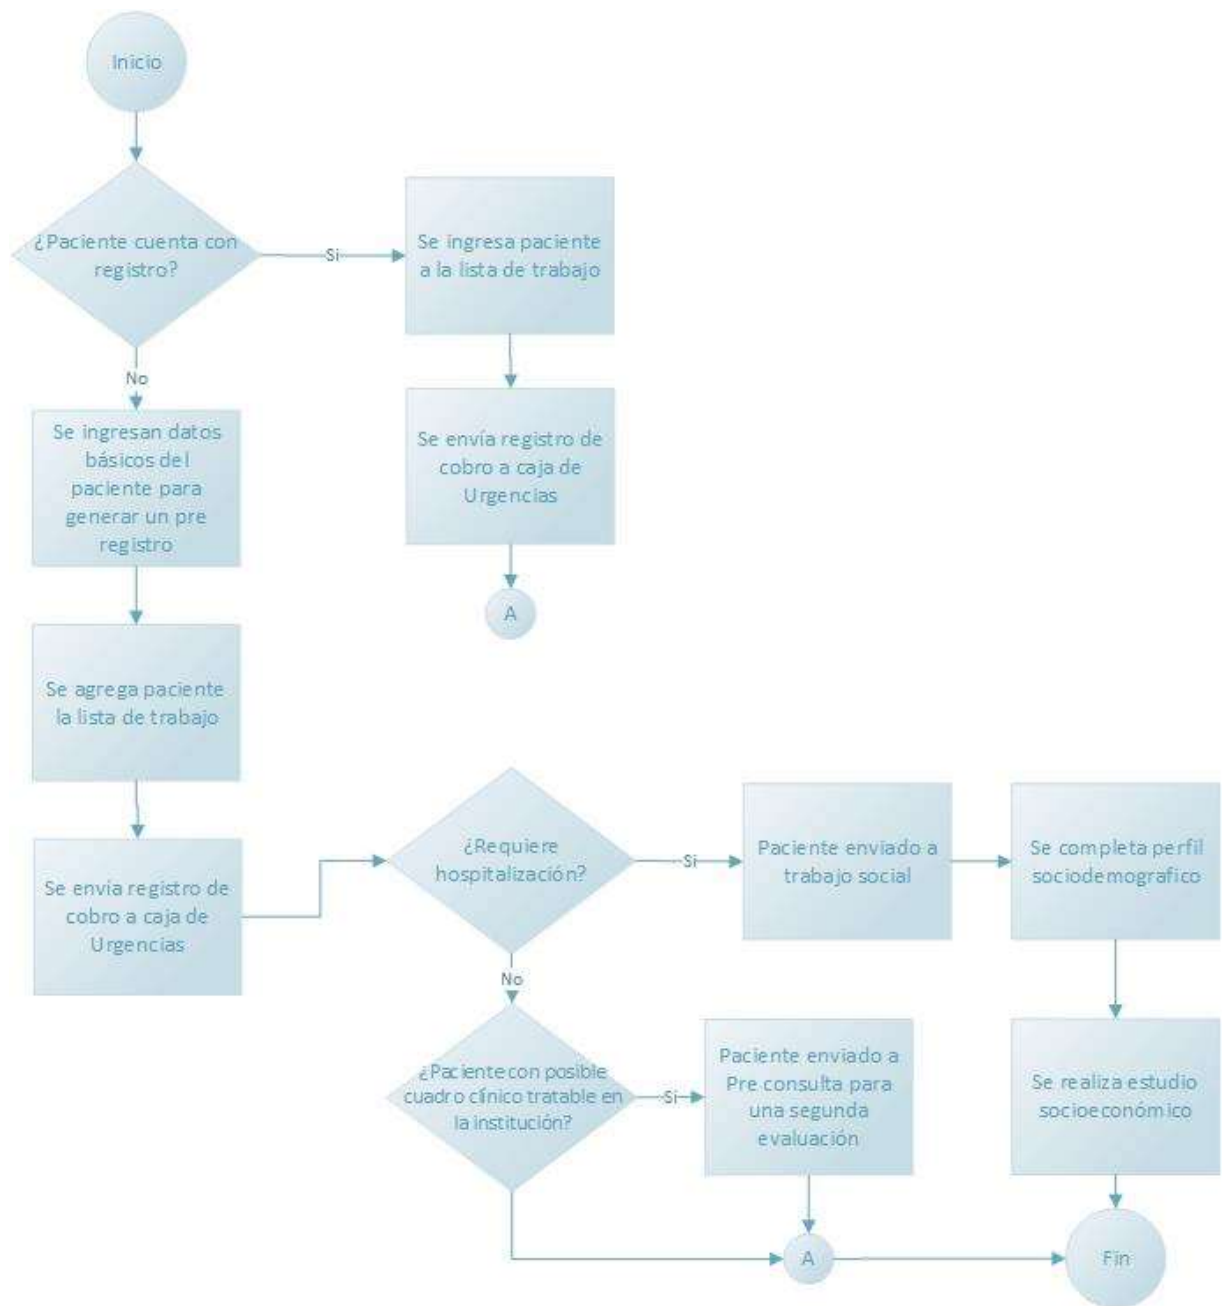 Inicio
¿Paciente cuenta con
registro?
Si
Se ingresa paciente
a la lista de trabajo
No
Se ingresan datos
básicos del
paciente para
generar un pre
registro
Se envía registro de
cobro a caja de
Urgencias
A
Se agrega paciente
la lista de trabajo
Se envía registro de
cobro a caja de
Urgencias
¿Requiere
hospitalización?
Si
Paciente enviado a
trabajo social
Se completa perfil
sociodemografico
No
¿Paciente con posible
cuadro clínico tratable en
la institución?
Si
Paciente enviado a
Pre consulta para
una segunda
evaluación
Se realiza estudio
socioeconómico
A
Fin